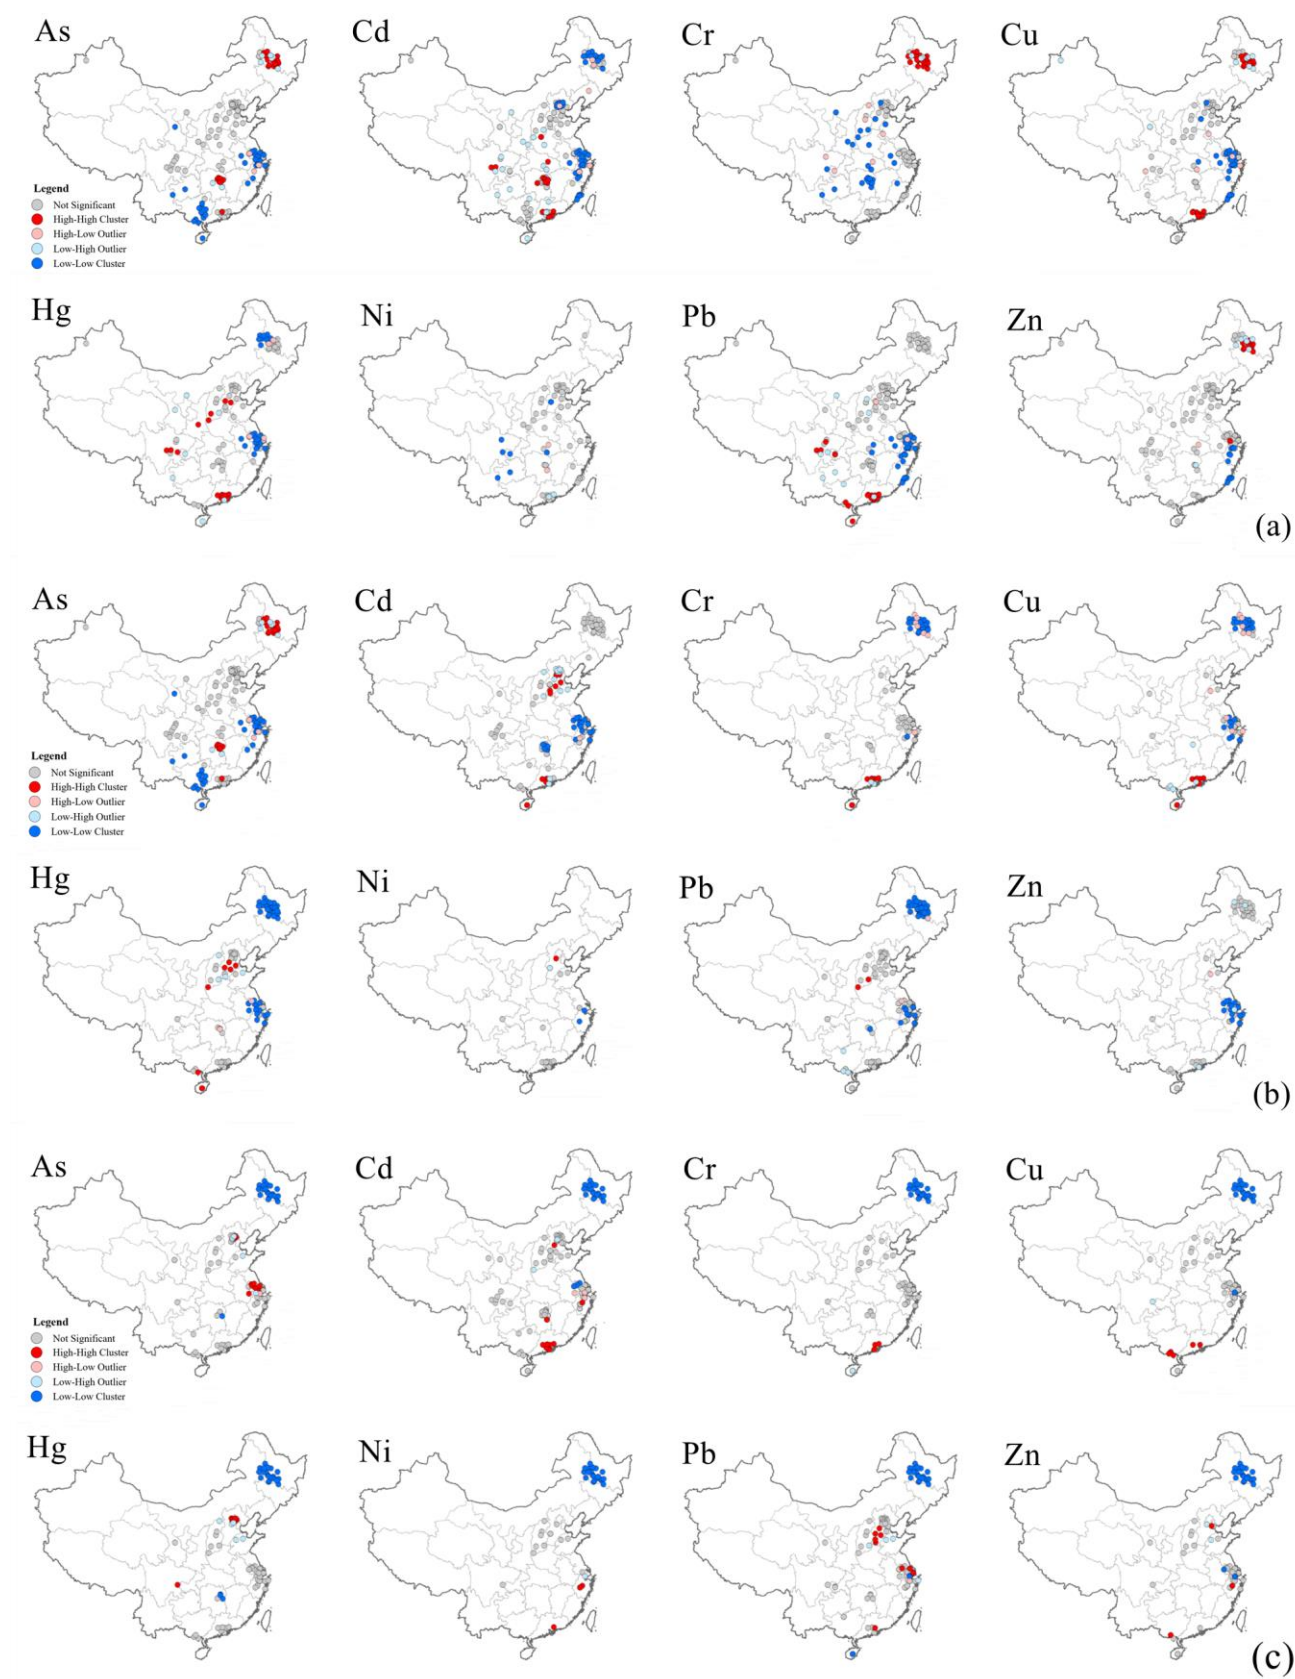 As Cd Cr Cu
Legend
Not Significant
High-High Cluster
High-Low Outlier
Low-High Outlier
Low-Low Cluster
Hg Ni Pb Zn
(a)
As Cd Cr Cu
Legend
Not Significant
High-High Cluster
High-Low Outlier
Low-High Outlier
Low-Low Cluster
Hg Ni Pb Zn
(b)
As Cd Cr Cu
Legend
Not Significant
High-High Cluster
High-Low Outlier
Low-High Outlier
Low-Low Cluster
Hg Ni Pb Zn
(c)